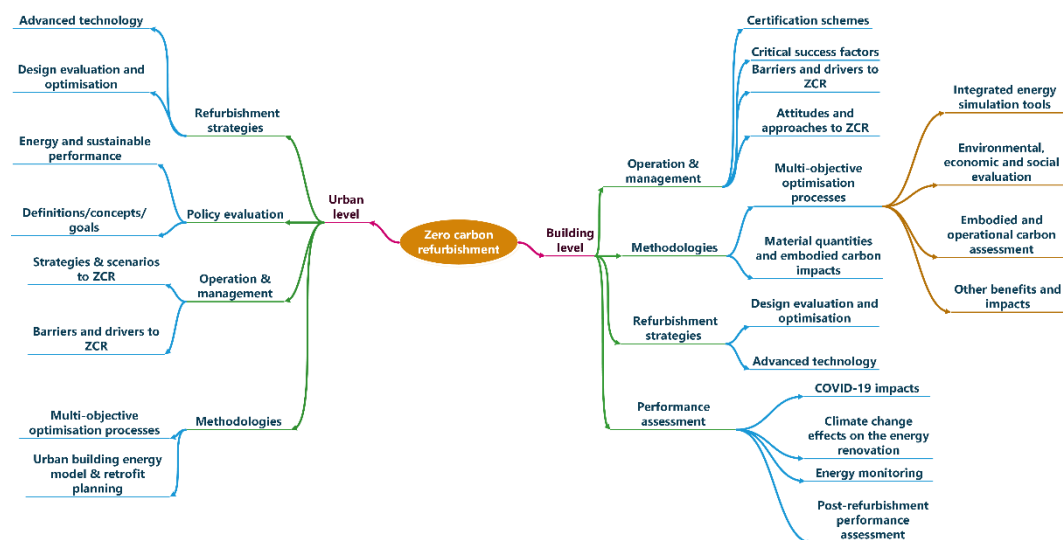 Advanced technology
Design evaluation and
optimisation
Refurbishment
strategies
Energy and sustainable
performance
Definitions/concepts/
goals
Policy evaluation
Strategies & scenarios
to ZCR
Barriers and drivers to
ZCR
Operation &
management
Multi-objective
optimisation processes
Urban building energy
model & retrofit
planning
Methodologies
Urban
level
Zero carbon
refurbishment
Building
level
Operation &
management
Certification schemes
Critical success factors
Barriers and drivers to
ZCR
Attitudes and
approaches to ZCR
Methodologies
Multi-objective
optimisation
processes
Material quantities
and embodied carbon
impacts
Integrated energy
simulation tools
Environmental,
economic and social
evaluation
Embodied and
operational carbon
assessment
Other benefits and
impacts
Refurbishment
strategies
Design evaluation and
optimisation
Advanced technology
Performance
assessment
COVID-19 impacts
Climate change
effects on the energy
renovation
Energy monitoring
Post-refurbishment
performance
assessment